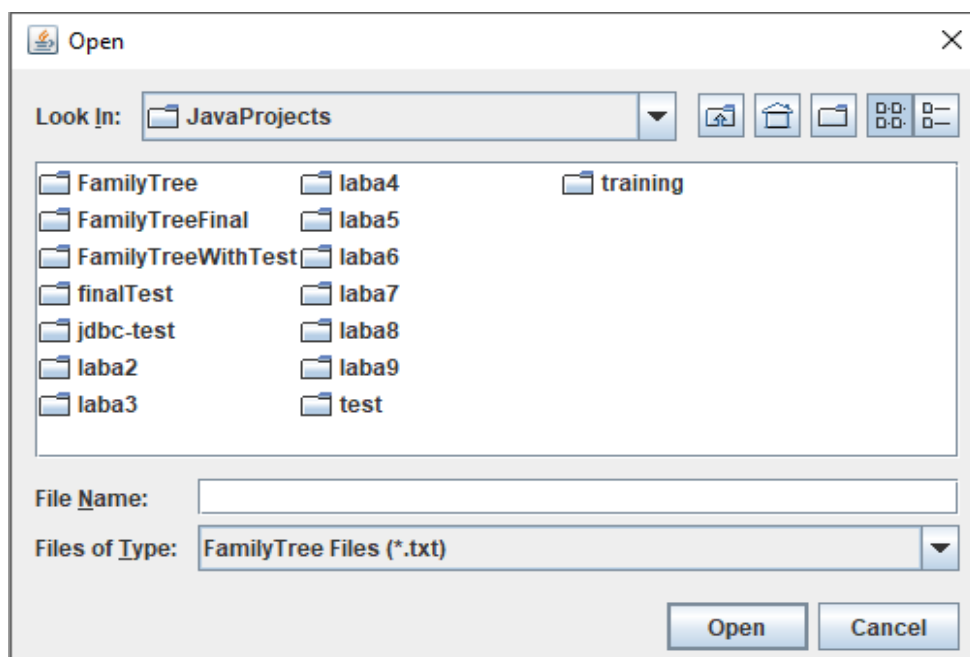 Open
Look In: JavaProjects
FamilyTree laba4 training
FamilyTreeFinal laba5
FamilyTreeWithTest laba6
finalTest laba7
jdbc-test laba8
laba2 laba9
laba3 test
File Name:
Files of Type: FamilyTree Files (*.txt)
Open Cancel